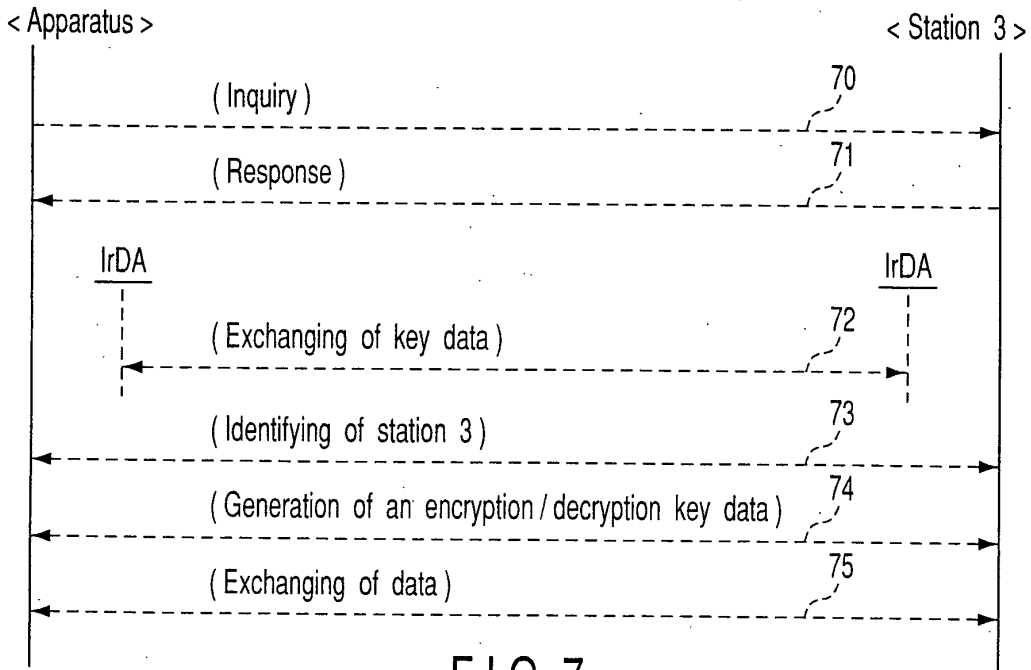 < Apparatus >
< Station 3 >
( Inquiry )
70
( Response )
71
IrDA
IrDA
( Exchanging of key data )
72
( Identifying of station 3 )
73
( Generation of an encryption / decryption key data )
74
( Exchanging of data )
75
FIG. 7